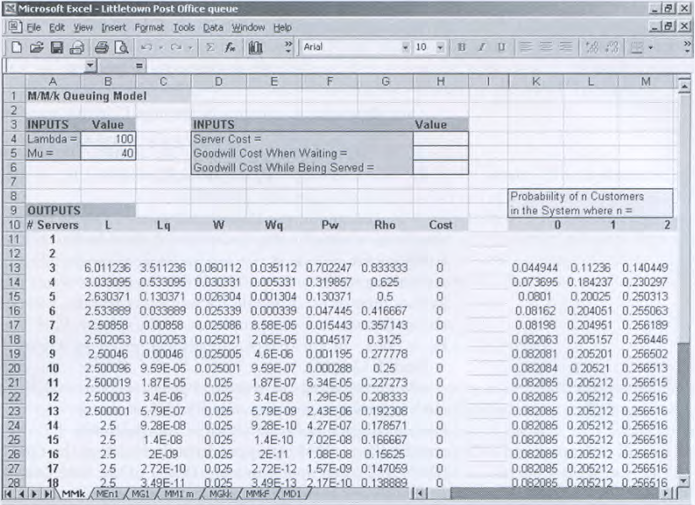 Microsoft Excel - Littletown Post Office queue
File Edit View Insert Format Tools Data Window Help
Arial 10 B I U
=
A B C D E F G H I K L M
1 M/M/k Queuing Model
2
3 INPUTS Value INPUTS Value
4 Lambda = 100 Server Cost =
5 Mu = 40 Goodwill Cost When Waiting =
6 Goodwill Cost While Being Served =
7
8 Probability of n Customers
9 OUTPUTS in the System where n =
10 # Servers L Lq W Wq Pw Rho Cost 0 1 2
11 1
12 2
13 3 6.011236 3.511236 0.060112 0.035112 0.702247 0.833333 0 0.044944 0.11236 0.140449
14 4 3.033095 0.533095 0.030331 0.005331 0.319857 0.625 0 0.073695 0.184237 0.230297
15 5 2.630371 0.130371 0.026304 0.001304 0.130371 0.5 0 0.0801 0.20025 0.250313
16 6 2.533889 0.033889 0.025339 0.000339 0.047445 0.416667 0 0.08162 0.204051 0.255063
17 7 2.50858 0.00858 0.025086 8.58E-05 0.015443 0.357143 0 0.08198 0.204951 0.256189
18 8 2.502053 0.002053 0.025021 2.05E-05 0.004517 0.3125 0 0.082063 0.205157 0.256446
19 9 2.50046 0.00046 0.025005 4.6E-06 0.001195 0.277778 0 0.082081 0.205201 0.256502
20 10 2.500096 9.59E-05 0.025001 9.59E-07 0.000288 0.25 0 0.082084 0.20521 0.256513
21 11 2.500019 1.87E-05 0.025 1.87E-07 6.34E-05 0.227273 0 0.082085 0.205212 0.256515
22 12 2.500003 3.4E-06 0.025 3.4E-08 1.29E-05 0.208333 0 0.082085 0.205212 0.256516
23 13 2.500001 5.79E-07 0.025 5.79E-09 2.43E-06 0.192308 0 0.082085 0.205212 0.256516
24 14 2.5 9.28E-08 0.025 9.28E-10 4.27E-07 0.178571 0 0.082085 0.205212 0.256516
25 15 2.5 1.4E-08 0.025 1.4E-10 7.02E-08 0.166667 0 0.082085 0.205212 0.256516
26 16 2.5 2E-09 0.025 2E-11 1.08E-08 0.15625 0 0.082085 0.205212 0.256516
27 17 2.5 2.72E-10 0.025 2.72E-12 1.57E-09 0.147059 0 0.082085 0.205212 0.256516
28 18 2.5 3.49E-11 0.025 3.49E-13 2.17E-10 0.138889 0 0.082085 0.205212 0.256516
MMk / MEn1 / MG1 / MM1 m / MGkk / MMkF / MD1